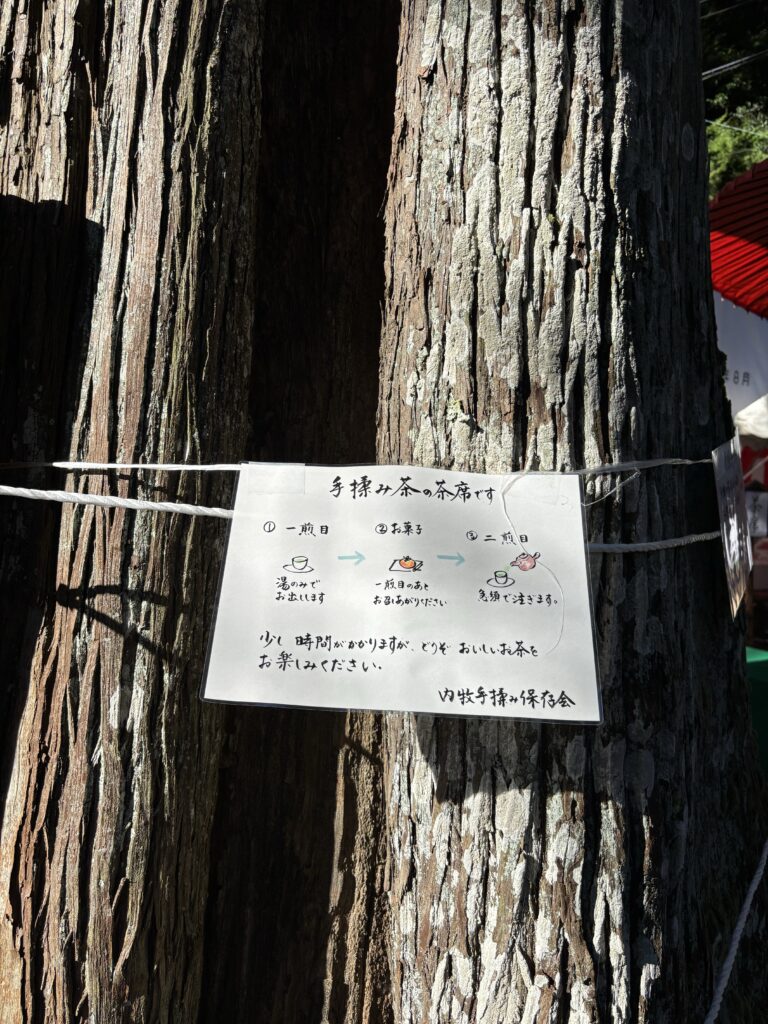 手揉み茶の茶席です
① 一煎目
② お菓子
③ 二煎目
湯のみで
お出しします
一煎目のあと
お召しあがりください
急須で注ぎます。
少し時間がかかりますが、どうぞおいしいお茶を
お楽しみください。
内牧手揉み保存会